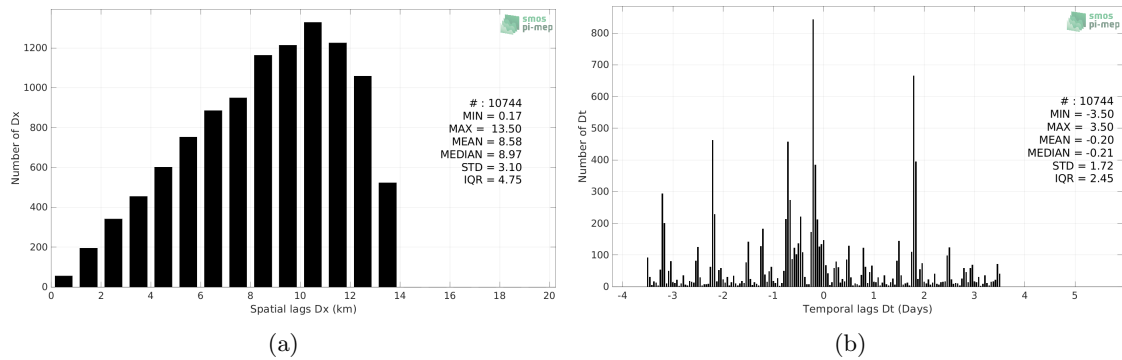 smos
pi-mep
1200
1000
800
600
400
200
0
Number of Dx
# : 10744
MIN = 0.17
MAX = 13.50
MEAN = 8.58
MEDIAN = 8.97
STD = 3.10
IQR = 4.75
0 2 4 6 8 10 12 14 16 18 20
Spatial lags Dx (km)
(a)
smos
pi-mep
800
700
600
500
400
300
200
100
0
Number of Dt
# : 10744
MIN = -3.50
MAX = 3.50
MEAN = -0.20
MEDIAN = -0.21
STD = 1.72
IQR = 2.45
-4 -3 -2 -1 0 1 2 3 4 5
Temporal lags Dt (Days)
(b)